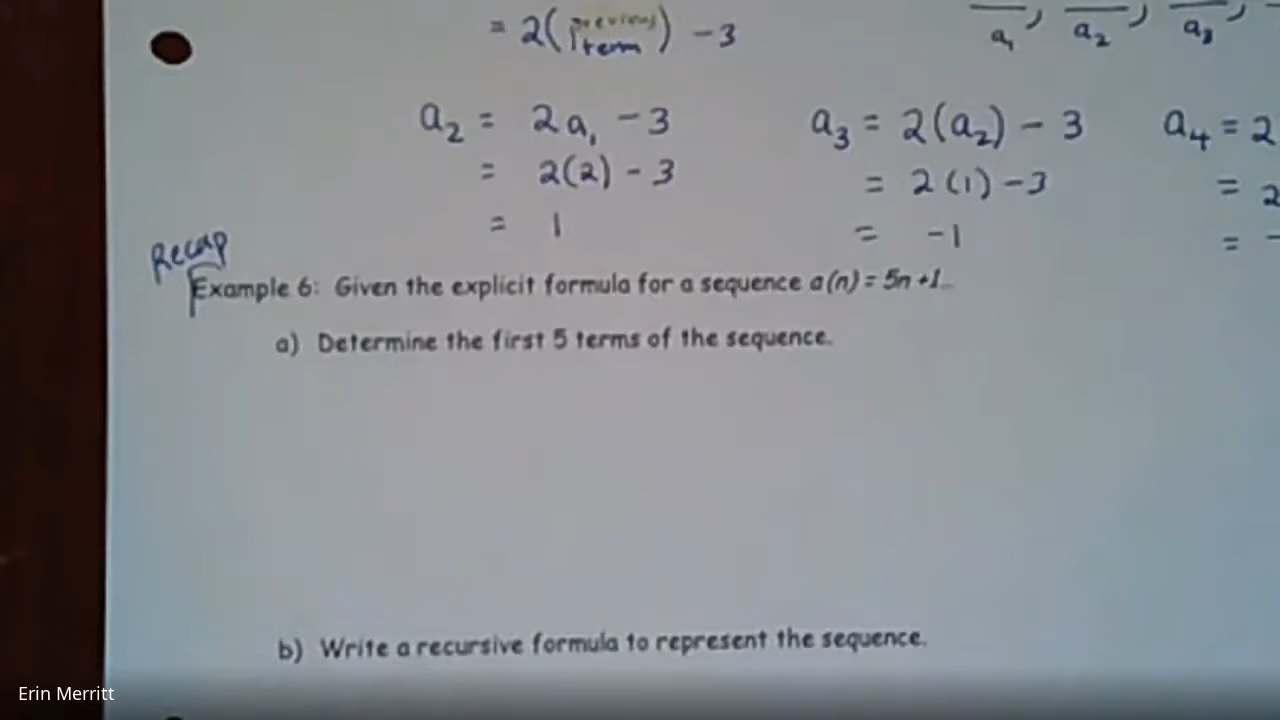 = 2(previous term) - 3
a₁, a₂, a₃,
a₂ = 2a₁ - 3
= 2(2) - 3
= 1
a₃ = 2(a₂) - 3
= 2(1) - 3
= -1
a₄ = 2
= 2
= -
Recap
Example 6: Given the explicit formula for a sequence a(n) = 5n + 1...
a) Determine the first 5 terms of the sequence.
b) Write a recursive formula to represent the sequence.
Erin Merritt